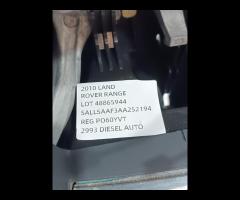 2010 LAND
ROVER RANGE
LOT 48865944
SALLSAAF3AA252194
REG PO60YVT
2993 DIESEL AUTO